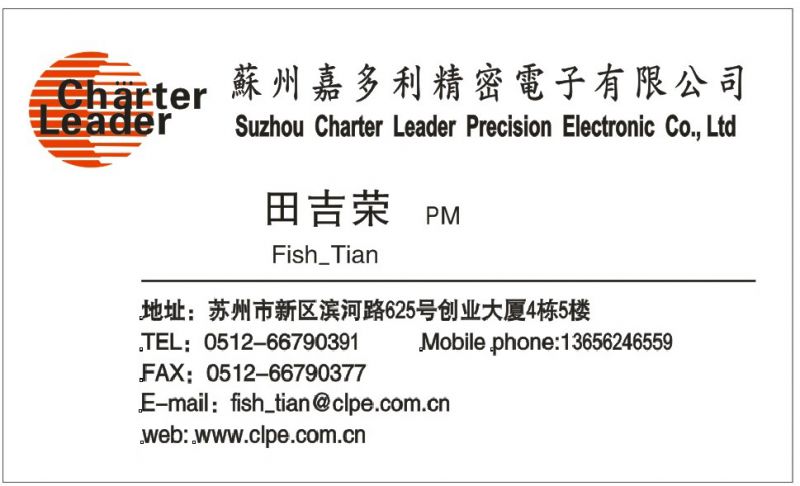 Charter
Leader
蘇州嘉多利精密電子有限公司
Suzhou Charter Leader Precision Electronic Co., Ltd
田吉荣 PM
Fish_Tian
地址：苏州市新区滨河路625号创业大厦4栋5楼
TEL：0512-66790391 Mobile phone:13656246559
FAX：0512-66790377
E-mail：fish_tian@clpe.com.cn
web: www.clpe.com.cn